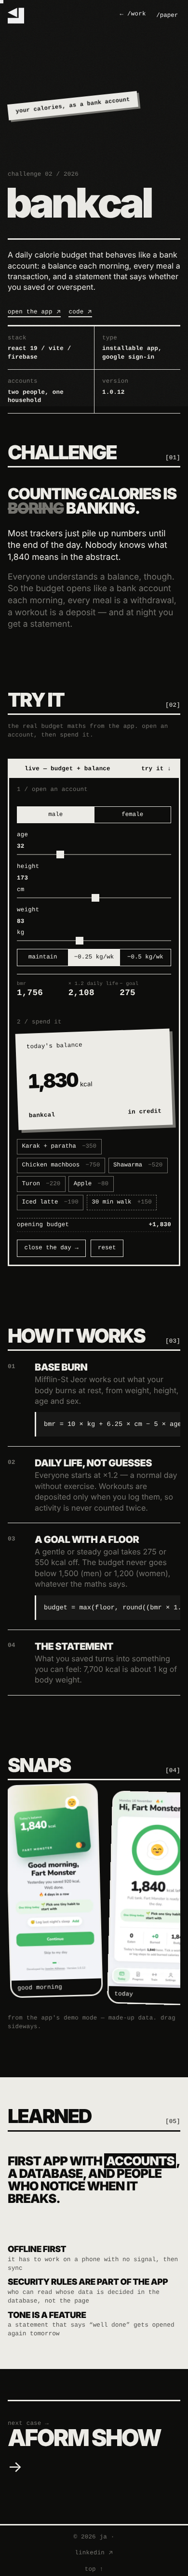 ← /work
/paper
your calories, as a bank account
challenge 02 / 2026
bankcal
A daily calorie budget that behaves like a bank
account: a balance each morning, every meal a
transaction, and a statement that says whether
you saved or overspent.
open the app ↗
code ↗
stack
react 19 / vite /
firebase
type
installable app,
google sign-in
accounts
two people, one
household
version
1.0.12
CHALLENGE
[01]
COUNTING CALORIES IS
BORING BANKING.
Most trackers just pile up numbers until
the end of the day. Nobody knows what
1,840 means in the abstract.
Everyone understands a balance, though.
So the budget opens like a bank account
each morning, every meal is a withdrawal,
a workout is a deposit — and at night you
get a statement.
TRY IT
[02]
the real budget maths from the app. open an
account, then spend it.
live — budget + balance
try it ↓
1 / open an account
male
female
age
32
height
173
cm
weight
83
kg
maintain
−0.25 kg/wk
−0.5 kg/wk
bmr
1,756
× 1.2 daily life
2,108
− goal
275
2 / spend it
today's balance
1,830 kcal
bankcal
in credit
Karak + paratha −350
Chicken machboos −750
Shawarma −520
Turon −220
Apple −80
Iced latte −190
30 min walk +150
opening budget
+1,830
close the day →
reset
HOW IT WORKS
[03]
01
BASE BURN
Mifflin-St Jeor works out what your
body burns at rest, from weight, height,
age and sex.
bmr = 10 × kg + 6.25 × cm − 5 × age
02
DAILY LIFE, NOT GUESSES
Everyone starts at ×1.2 — a normal day
without exercise. Workouts are
deposited only when you log them, so
activity is never counted twice.
03
A GOAL WITH A FLOOR
A gentle or steady goal takes 275 or
550 kcal off. The budget never goes
below 1,500 (men) or 1,200 (women),
whatever the maths says.
budget = max(floor, round((bmr × 1.
04
THE STATEMENT
What you saved turns into something
you can feel: 7,700 kcal is about 1 kg of
body weight.
SNAPS
[04]
1,840
kcal
Good morning,
Fart Monster
Continue
good morning
Hi, Fart Monst
1,840
today
from the app's demo mode — made-up data. drag
sideways.
LEARNED
[05]
FIRST APP WITH ACCOUNTS,
A DATABASE, AND PEOPLE
WHO NOTICE WHEN IT
BREAKS.
OFFLINE FIRST
it has to work on a phone with no signal, then
sync
SECURITY RULES ARE PART OF THE APP
who can read whose data is decided in the
database, not the page
TONE IS A FEATURE
a statement that says “well done” gets opened
again tomorrow
next case →
AFORM SHOW
→
© 2026 ja ·
linkedin ↗
top ↑